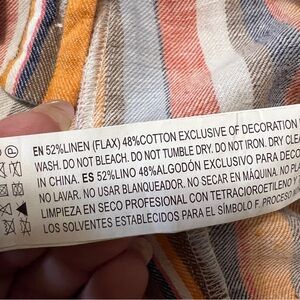 EN 52%LINEN (FLAX) 48%COTTON EXCLUSIVE OF DECORATION
WASH. DO NOT BLEACH. DO NOT TUMBLE DRY. DO NOT IRON. DRY CLE
IN CHINA. ES 52%LINO 48%ALGODÓN EXCLUSIVO PARA DECO
NO LAVAR. NO USAR BLANQUEADOR. NO SECAR EN MÁQUINA. NO PL
LIMPIEZA EN SECO PROFESIONAL CON TETRACLOROETILENO Y
LOS SOLVENTES ESTABLECIDOS PARA EL SÍMBOLO F. PROCESO